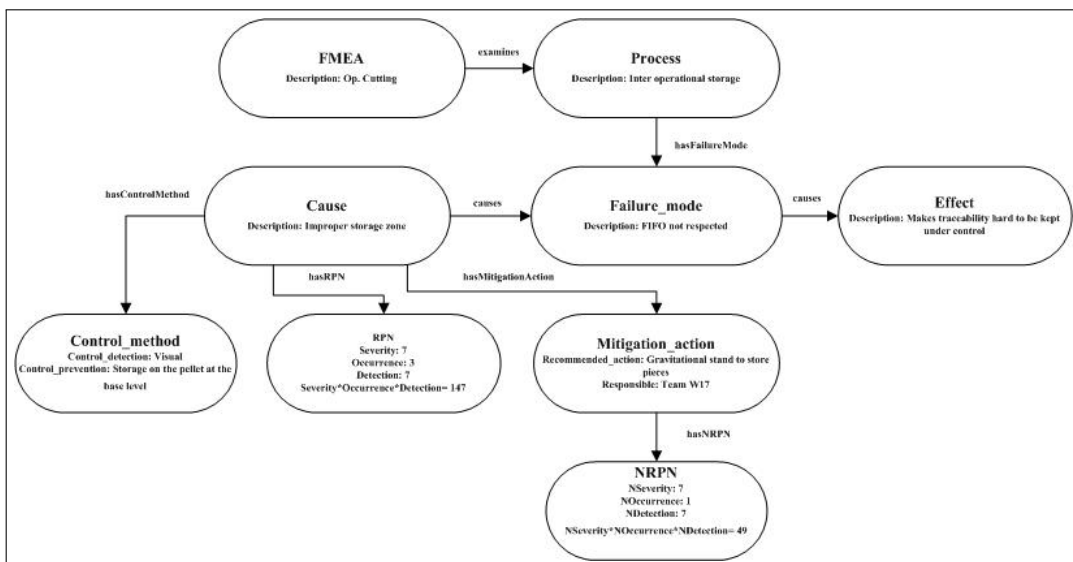 FMEA
Description: Op. Cutting
examines
Process
Description: Inter operational storage
hasFailureMode
hasControlMethod
Cause
Description: Improper storage zone
causes
Failure_mode
Description: FIFO not respected
causes
Effect
Description: Makes traceability hard to be kept
under control
hasRPN
hasMitigationAction
Control_method
Control_detection: Visual
Control_prevention: Storage on the pellet at the
base level
RPN
Severity: 7
Occurrence: 3
Detection: 7
Severity*Occurrence*Detection= 147
Mitigation_action
Recommended_action: Gravitational stand to store
pieces
Responsible: Team W17
hasNRPN
NRPN
NSeverity: 7
NOccurrence: 1
NDetection: 7
NSeverity*NOccurrence*NDetection= 49